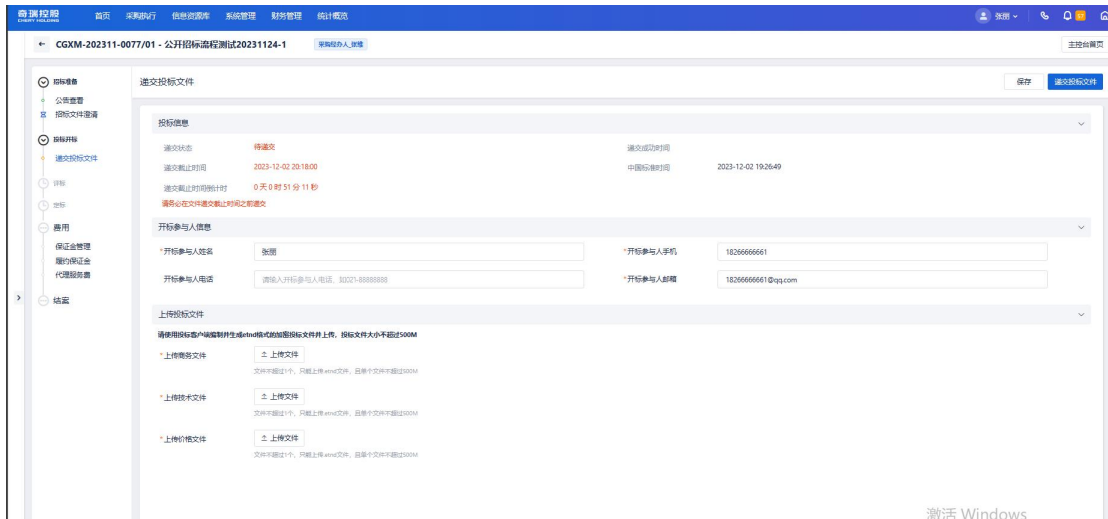 奇瑞控股 首页 采购执行 信息资源库 系统管理 财务管理 统计概览 张丽
CHERY HOLDING
← CGXM-202311-0077/01 - 公开招标流程测试20231124-1 采购经办人_张维 主控台首页
招标准备
公告查看
招标文件澄清
投标开标
递交投标文件
评标
定标
费用
保证金管理
履约保证金
代理服务费
结案
递交投标文件 保存 递交投标文件
投标信息
递交状态 待递交 递交成功时间
递交截止时间 2023-12-02 20:18:00 中国标准时间 2023-12-02 19:26:49
递交截止时间倒计时 0 天 0 时 51 分 11 秒
请务必在文件递交截止时间之前递交
开标参与人信息
*开标参与人姓名 张丽 *开标参与人手机 18266666661
开标参与人电话 请输入开标参与人电话，如021-88888888 *开标参与人邮箱 18266666661@qq.com
上传投标文件
请使用投标客户端编制并生成etnd格式的加密投标文件并上传，投标文件大小不超过500M
*上传商务文件 上传文件
文件不超过1个，只能上传.etnd文件，且单个文件不超过500M
*上传技术文件 上传文件
文件不超过1个，只能上传.etnd文件，且单个文件不超过500M
*上传价格文件 上传文件
文件不超过1个，只能上传.etnd文件，且单个文件不超过500M
激活 Windows